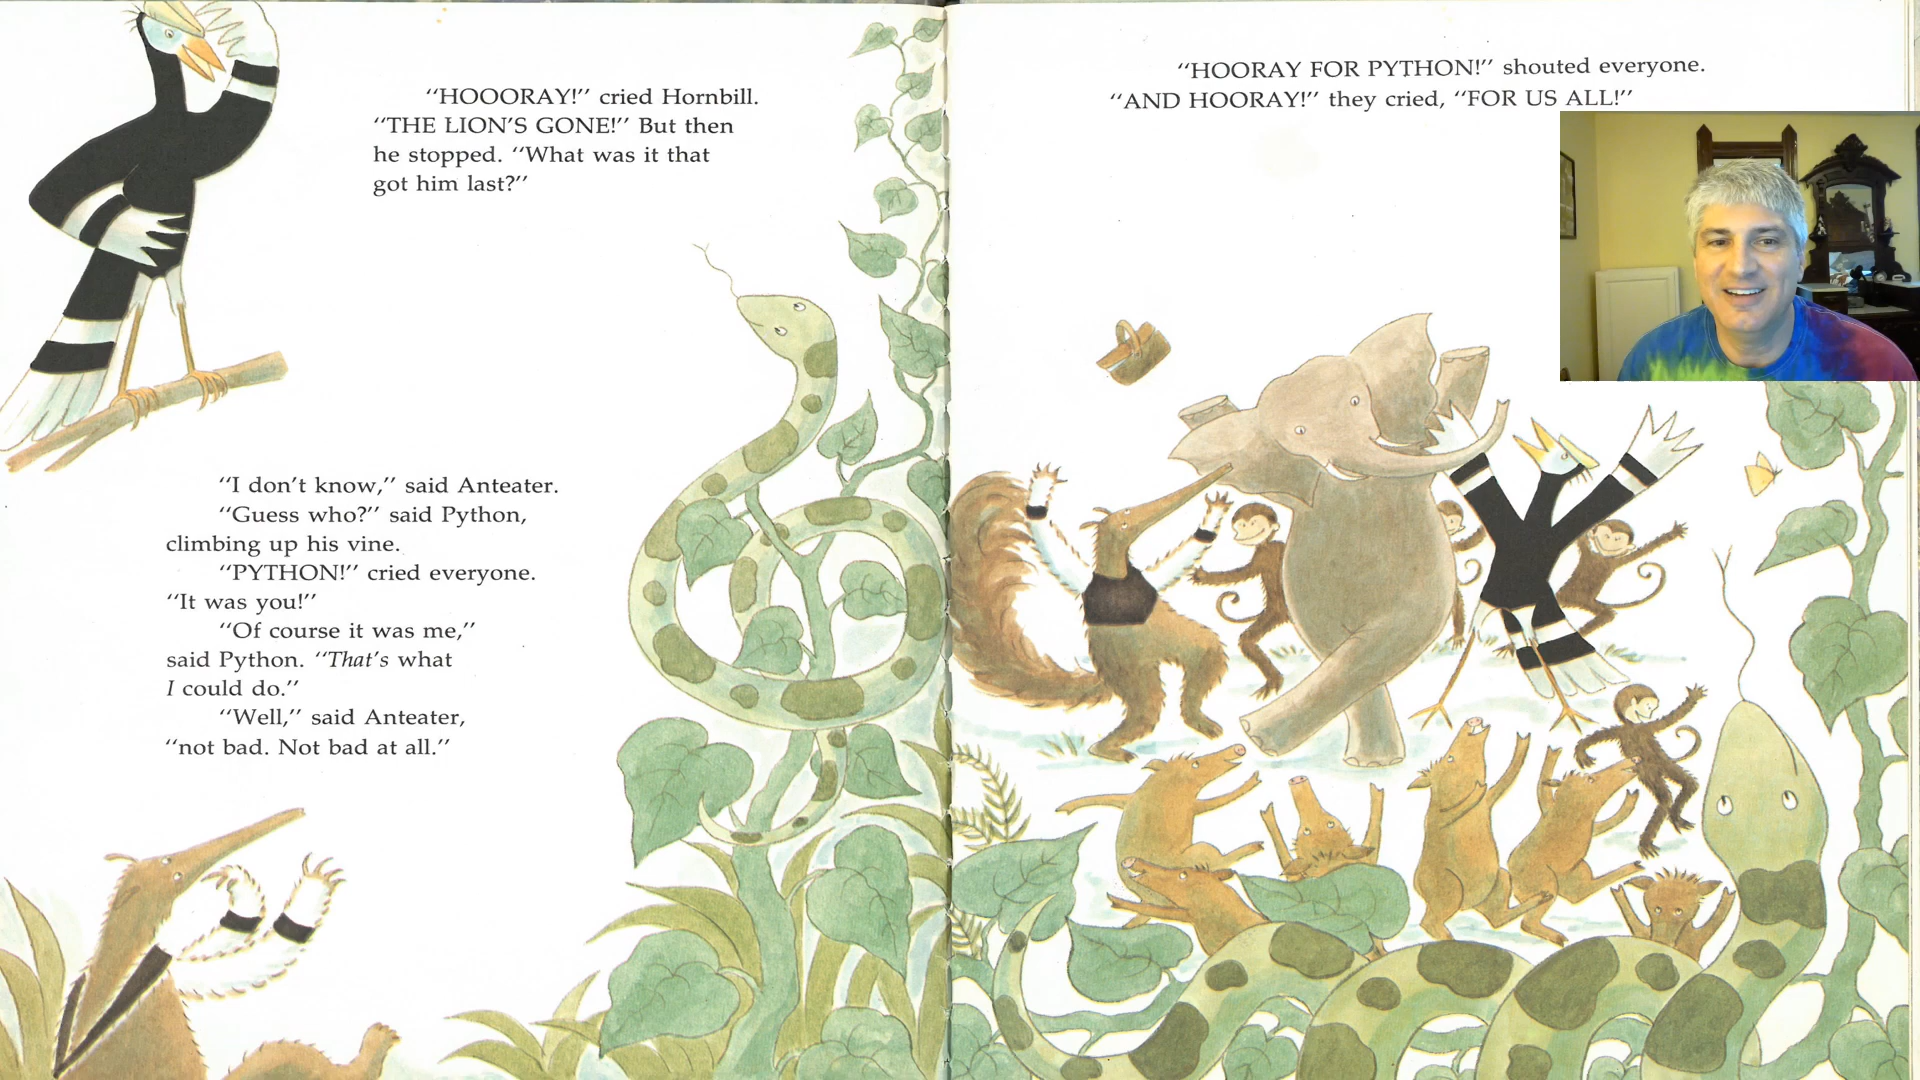 “HOOORAY!” cried Hornbill.
“THE LION’S GONE!” But then
he stopped. “What was it that
got him last?”
“I don’t know,” said Anteater.
“Guess who?” said Python,
climbing up his vine.
“PYTHON!” cried everyone.
“It was you!”
“Of course it was me,”
said Python. “That’s what
I could do.”
“Well,” said Anteater,
“not bad. Not bad at all.”
“HOORAY FOR PYTHON!” shouted everyone.
“AND HOORAY!” they cried, “FOR US ALL!”